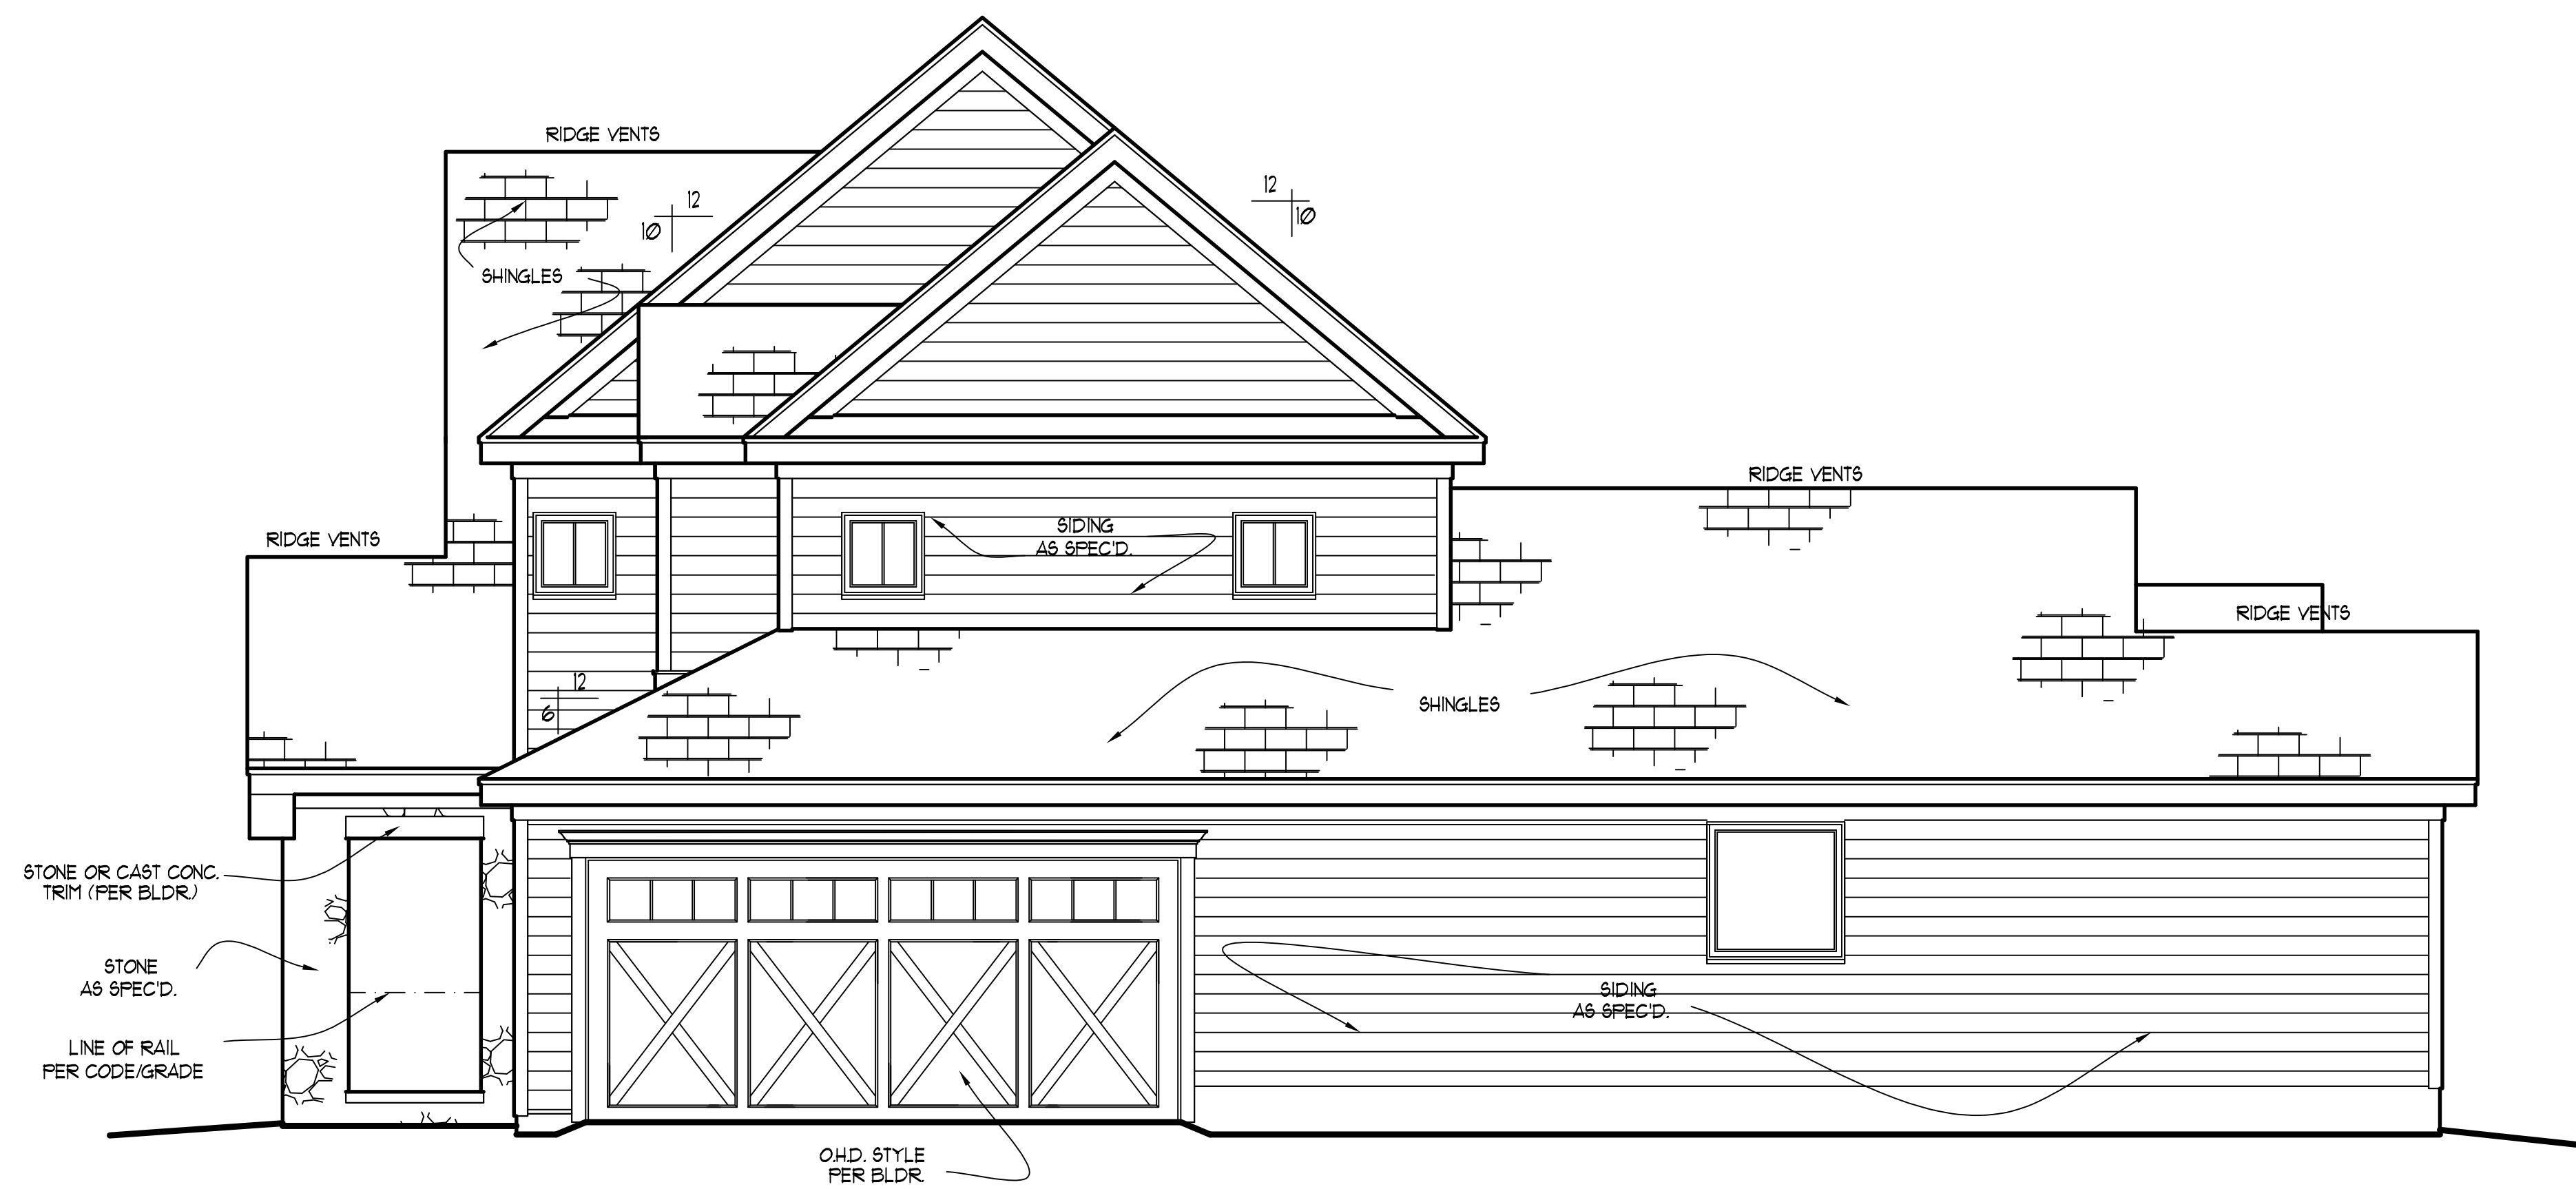 RIDGE VENTS
12
10
12
10
SHINGLES
RIDGE VENTS
RIDGE VENTS
SIDING
AS SPEC'D.
RIDGE VENTS
12
6
SHINGLES
STONE OR CAST CONC.
TRIM (PER BLDR.)
STONE
AS SPEC'D.
SIDING
AS SPEC'D.
LINE OF RAIL
PER CODE/GRADE
O.H.D. STYLE
PER BLDR.